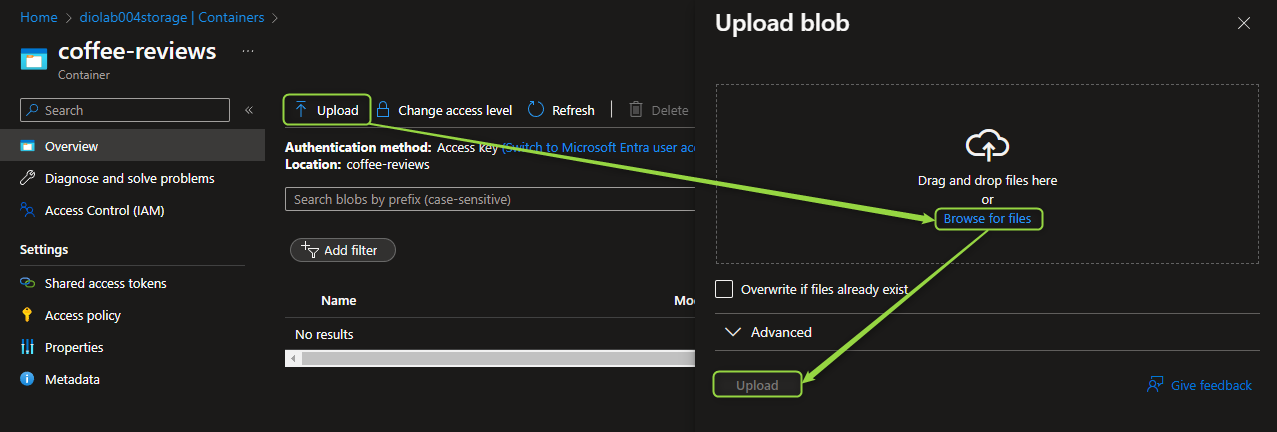 Home > diolab004storage | Containers >
coffee-reviews ...
Container
Search «
Overview
Diagnose and solve problems
Access Control (IAM)
Settings
Shared access tokens
Access policy
Properties
Metadata
Upload Change access level Refresh Delete
Authentication method: Access key (Switch to Microsoft Entra user acc
Location: coffee-reviews
Search blobs by prefix (case-sensitive)
Add filter
Name Mod
No results
Upload blob
Drag and drop files here
or
Browse for files
Overwrite if files already exist
Advanced
Upload Give feedback